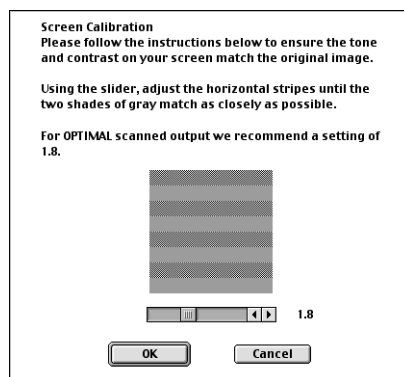 Screen Calibration
Please follow the instructions below to ensure the tone
and contrast on your screen match the original image.
Using the slider, adjust the horizontal stripes until the
two shades of gray match as closely as possible.
For OPTIMAL scanned output we recommend a setting of
1.8.
1.8
OK
Cancel